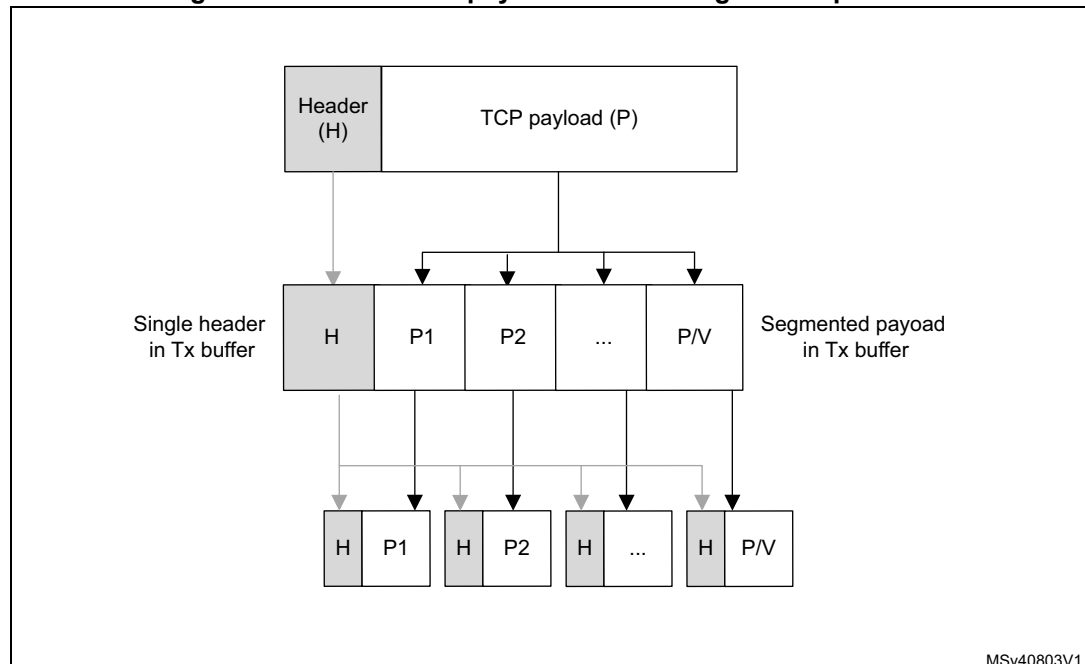 Header
(H)
TCP payload (P)
Single header
in Tx buffer
H
P1
P2
...
P/V
Segmented payoad
in Tx buffer
H
P1
H
P2
H
...
H
P/V
MSv40803V1